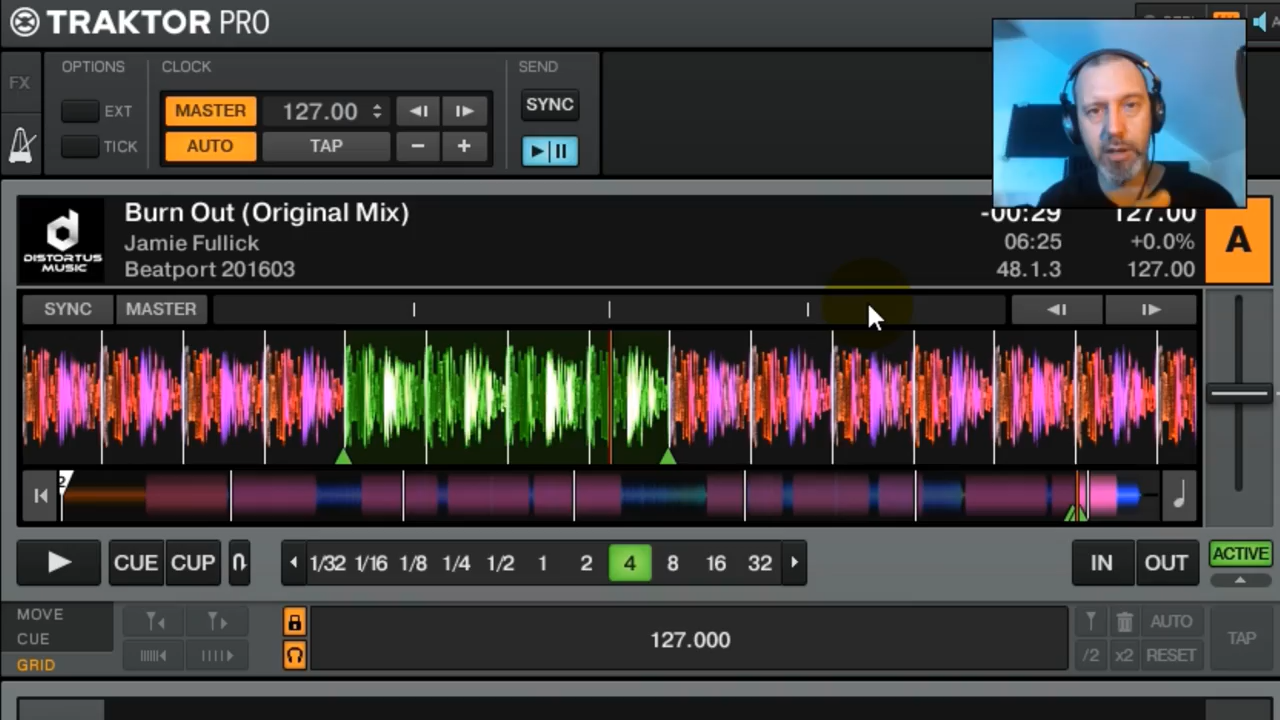 TRAKTOR PRO
FX
OPTIONS
EXT
TICK
CLOCK
MASTER 127.00
AUTO TAP − +
SEND
SYNC
Burn Out (Original Mix)
Jamie Fullick
Beatport 201603
DISTORTUS
MUSIC
-00:29 127.00
06:25 +0.0%
48.1.3 127.00
A
SYNC MASTER
2
CUE CUP 1/32 1/16 1/8 1/4 1/2 1 2 4 8 16 32 IN OUT ACTIVE
MOVE
CUE
GRID
127.000
AUTO
/2 x2 RESET
TAP